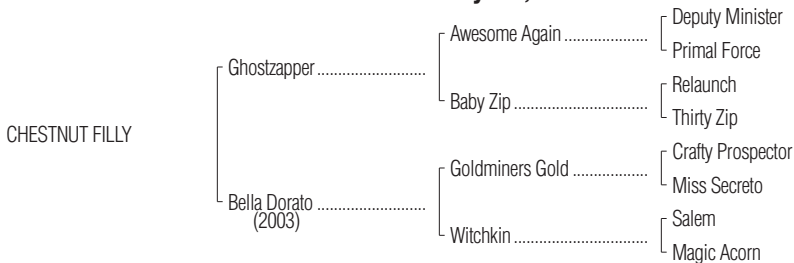 Deputy Minister
Awesome Again ....................
Primal Force
Ghostzapper ..........................
Relaunch
Baby Zip ................................
Thirty Zip
CHESTNUT FILLY
Crafty Prospector
Goldminers Gold ..................
Miss Secreto
Bella Dorato ..........................
(2003)
Salem
Witchkin ................................
Magic Acorn